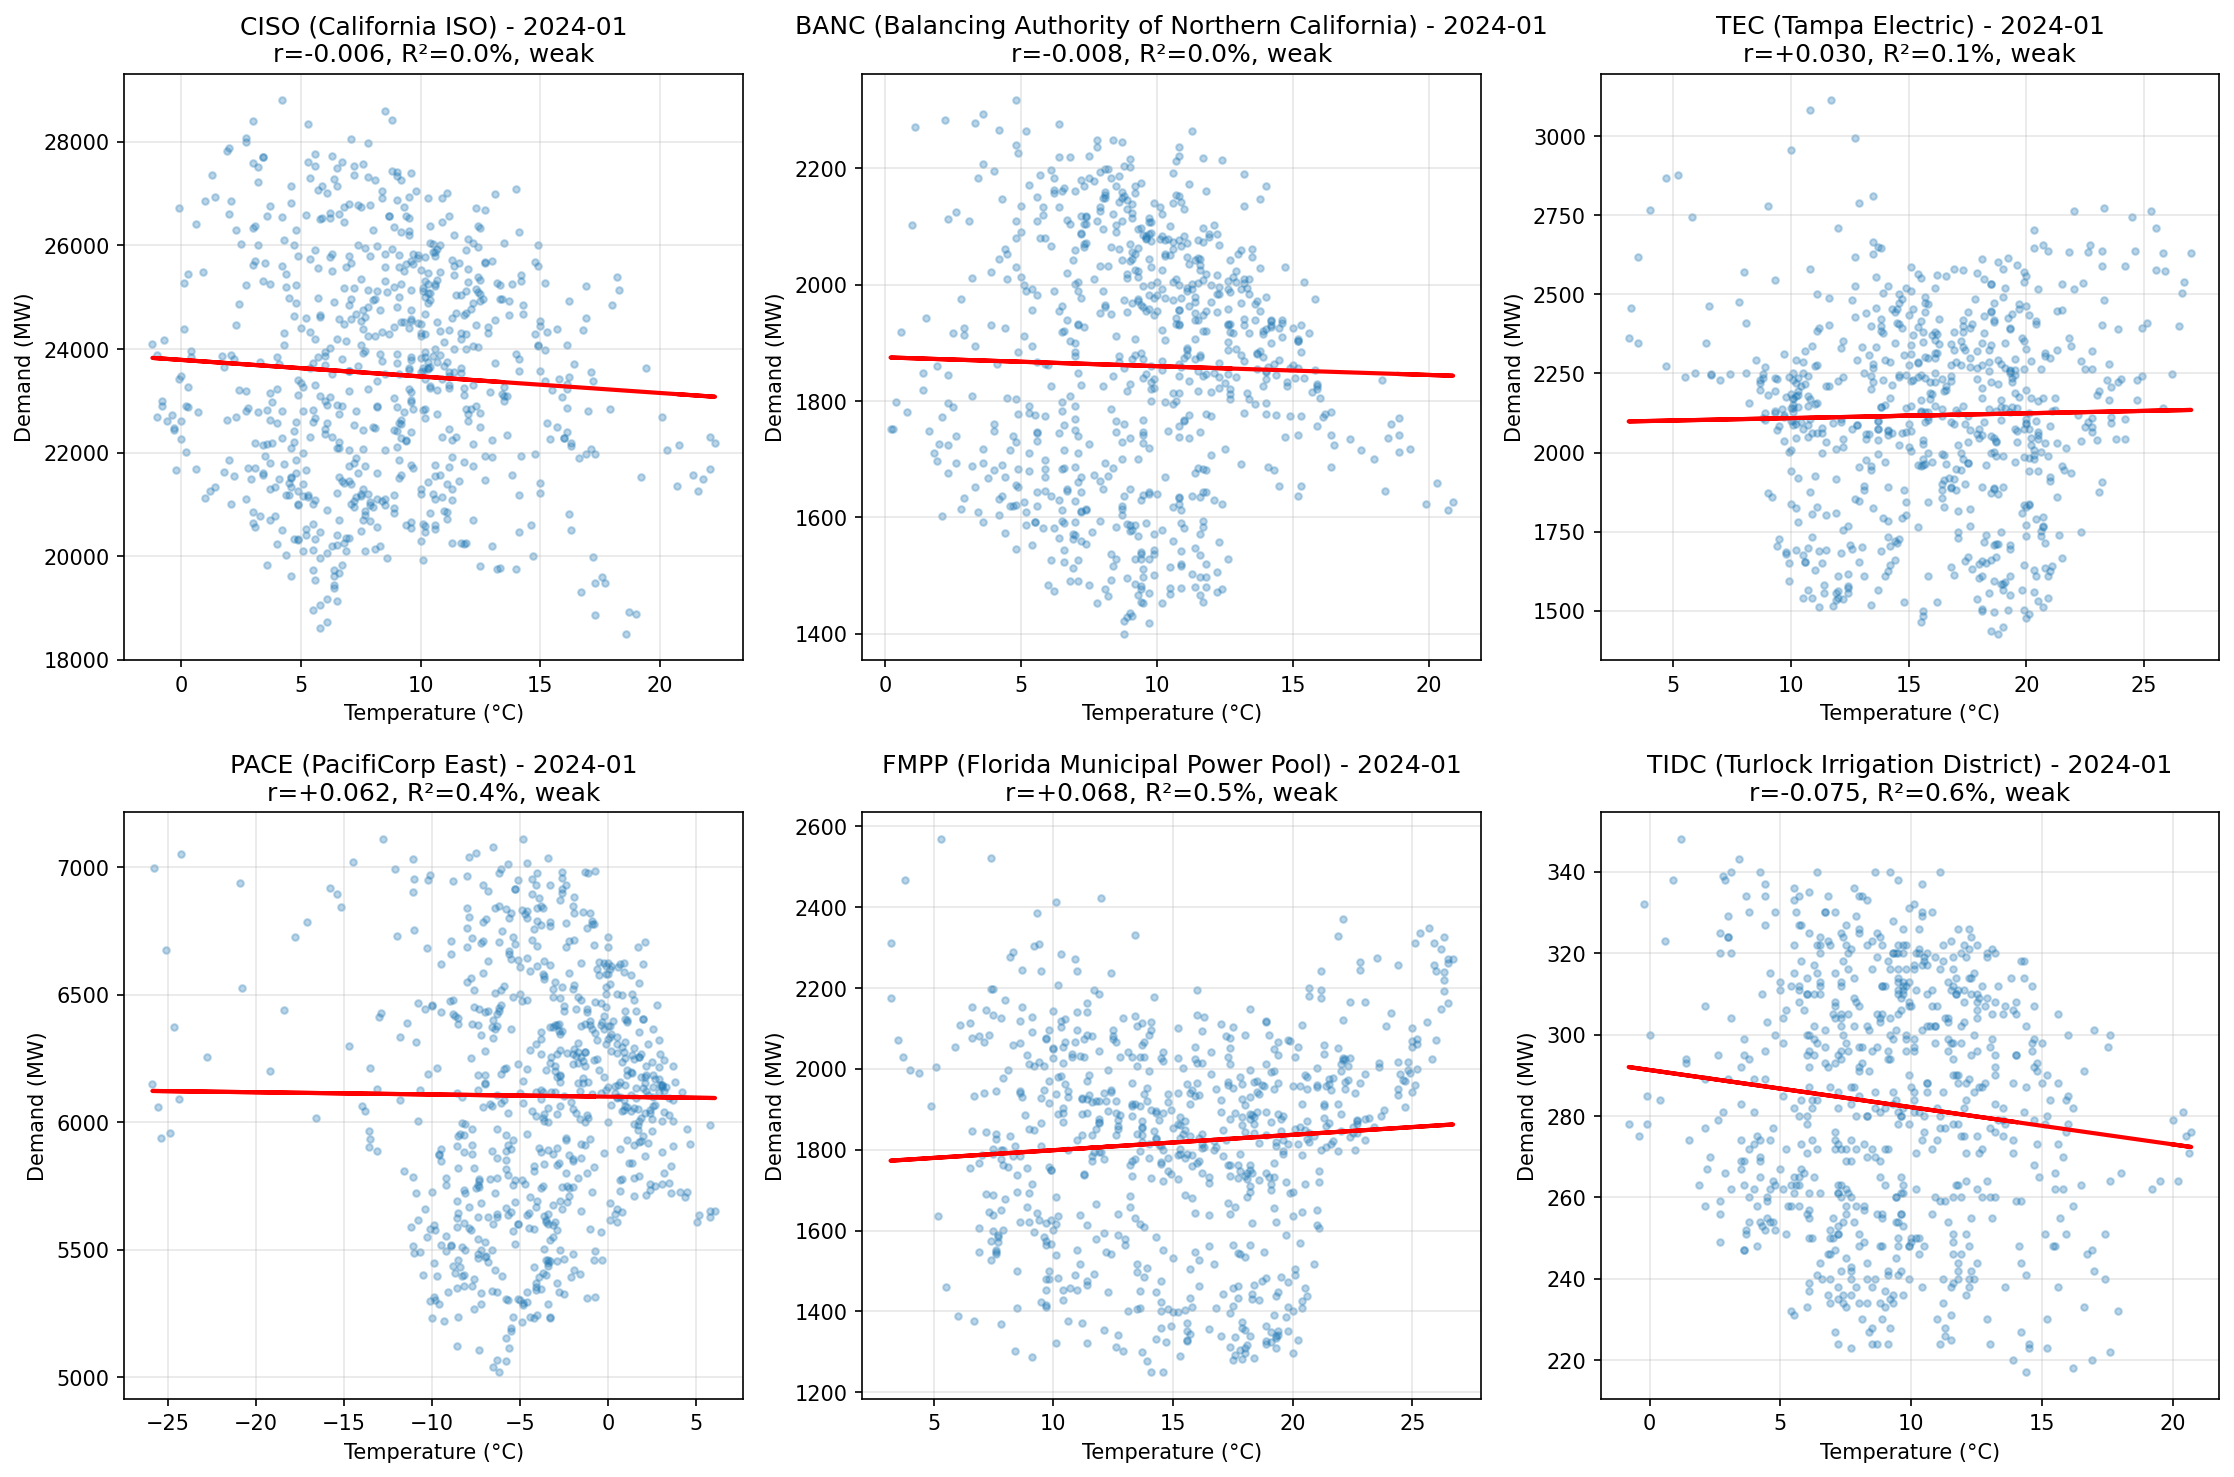 CISO (California ISO) - 2024-01
r=-0.006, R²=0.0%, weak
28000
26000
24000
22000
20000
18000
Demand (MW)
0
5
10
15
20
Temperature (°C)
BANC (Balancing Authority of Northern California) - 2024-01
r=-0.008, R²=0.0%, weak
2200
2000
1800
1600
1400
Demand (MW)
0
5
10
15
20
Temperature (°C)
TEC (Tampa Electric) - 2024-01
r=+0.030, R²=0.1%, weak
3000
2750
2500
2250
2000
1750
1500
Demand (MW)
5
10
15
20
25
Temperature (°C)
PACE (PacifiCorp East) - 2024-01
r=+0.062, R²=0.4%, weak
7000
6500
6000
5500
5000
Demand (MW)
−25
−20
−15
−10
−5
0
5
Temperature (°C)
FMPP (Florida Municipal Power Pool) - 2024-01
r=+0.068, R²=0.5%, weak
2600
2400
2200
2000
1800
1600
1400
1200
Demand (MW)
5
10
15
20
25
Temperature (°C)
TIDC (Turlock Irrigation District) - 2024-01
r=-0.075, R²=0.6%, weak
340
320
300
280
260
240
220
Demand (MW)
0
5
10
15
20
Temperature (°C)